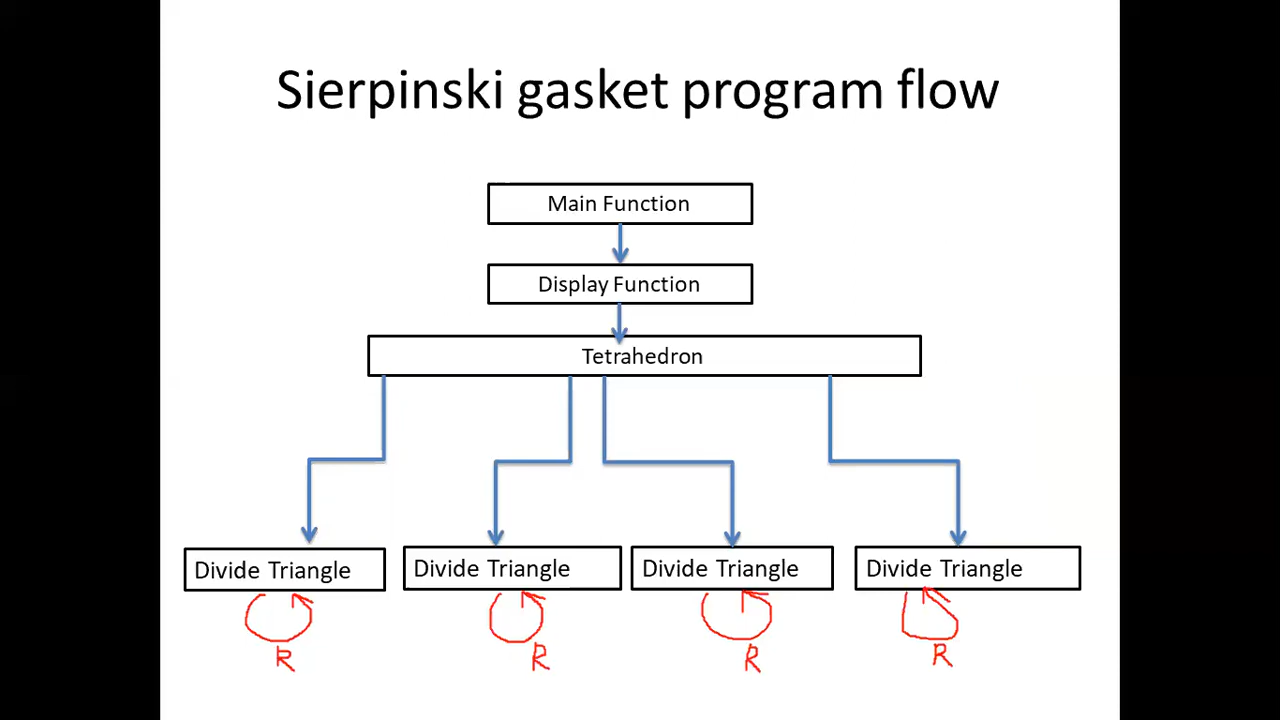 Sierpinski gasket program flow
Main Function
Display Function
Tetrahedron
Divide Triangle
Divide Triangle
Divide Triangle
Divide Triangle
R
R
R
R